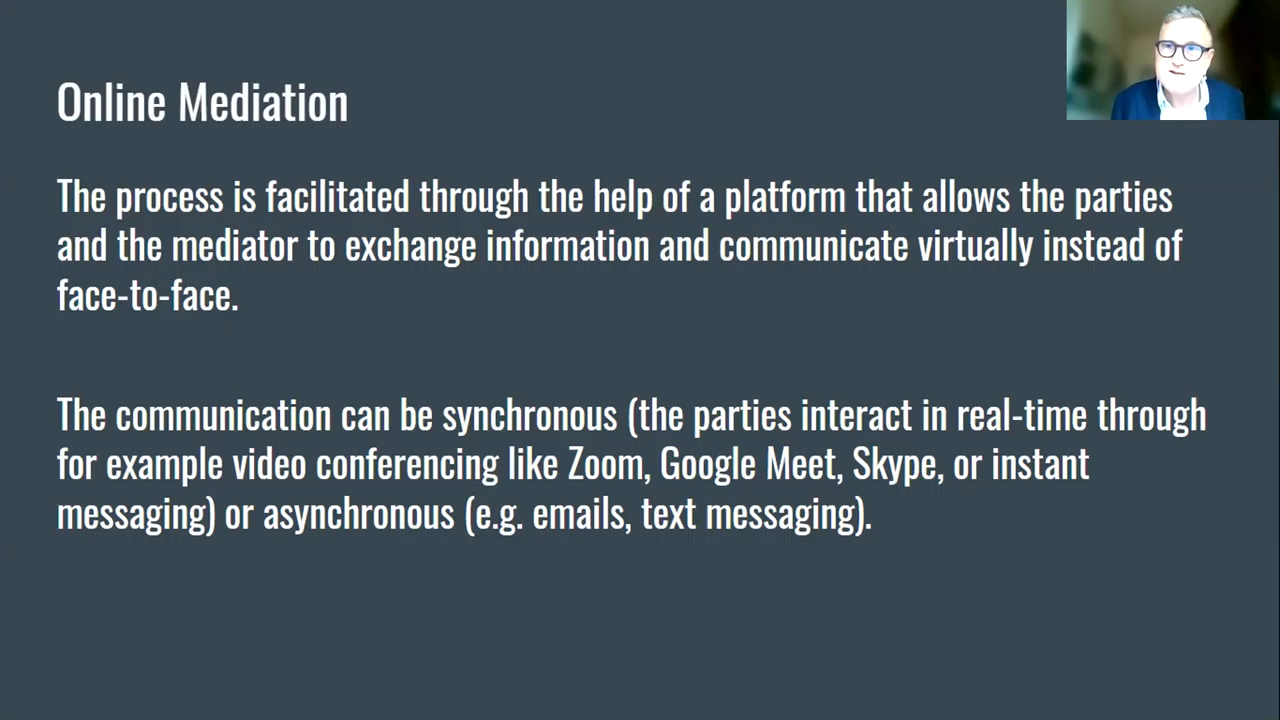 Online Mediation
The process is facilitated through the help of a platform that allows the parties
and the mediator to exchange information and communicate virtually instead of
face-to-face.
The communication can be synchronous (the parties interact in real-time through
for example video conferencing like Zoom, Google Meet, Skype, or instant
messaging) or asynchronous (e.g. emails, text messaging).